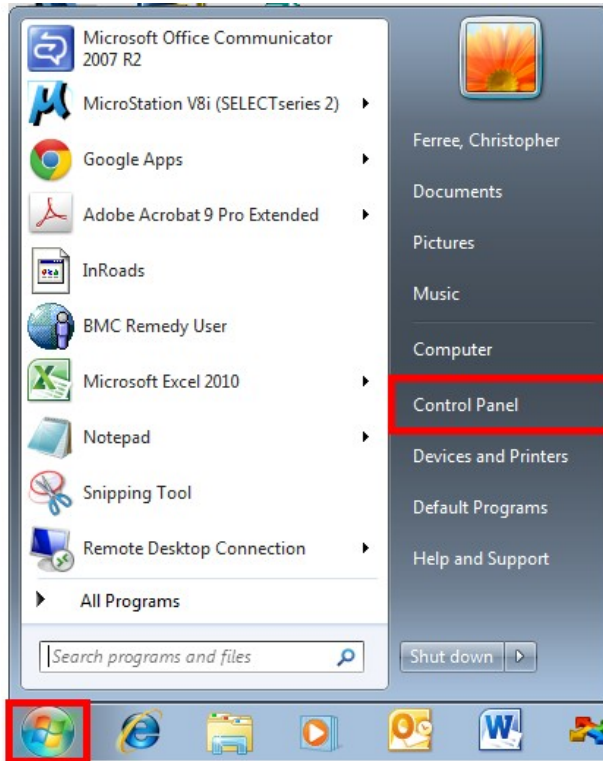 Microsoft Office Communicator
2007 R2
MicroStation V8i (SELECTseries 2)
Google Apps
Adobe Acrobat 9 Pro Extended
InRoads
BMC Remedy User
Microsoft Excel 2010
Notepad
Snipping Tool
Remote Desktop Connection
All Programs
Search programs and files
Ferree, Christopher
Documents
Pictures
Music
Computer
Control Panel
Devices and Printers
Default Programs
Help and Support
Shut down